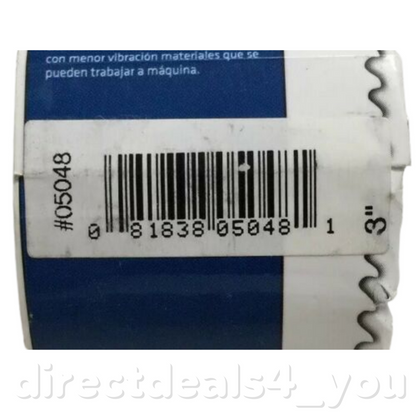 con menor vibración materiales que se
pueden trabajar a máquina.
#05048
0 81838 05048 1
3"
directdeals4_you